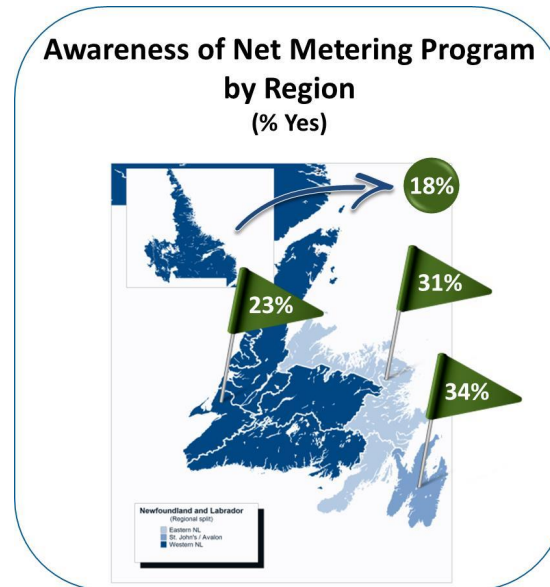 Awareness of Net Metering Program
by Region
(% Yes)
18%
31%
23%
34%
Newfoundland and Labrador
(Regional split)
Eastern NL
St. John's / Avalon
Western NL